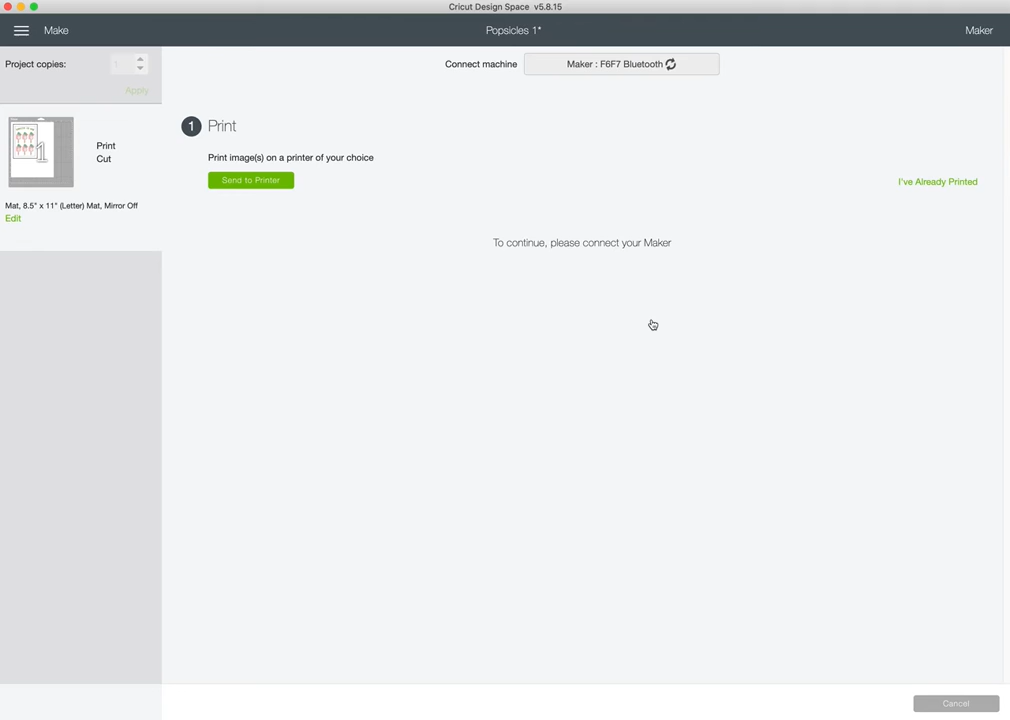 Cricut Design Space v5.8.15
Make
Popsicles 1*
Maker
Project copies:
1
Apply
Connect machine
Maker : F6F7 Bluetooth
Print
Cut
Mat, 8.5" x 11" (Letter) Mat, Mirror Off
Edit
1 Print
Print image(s) on a printer of your choice
Send to Printer
I've Already Printed
To continue, please connect your Maker
Cancel